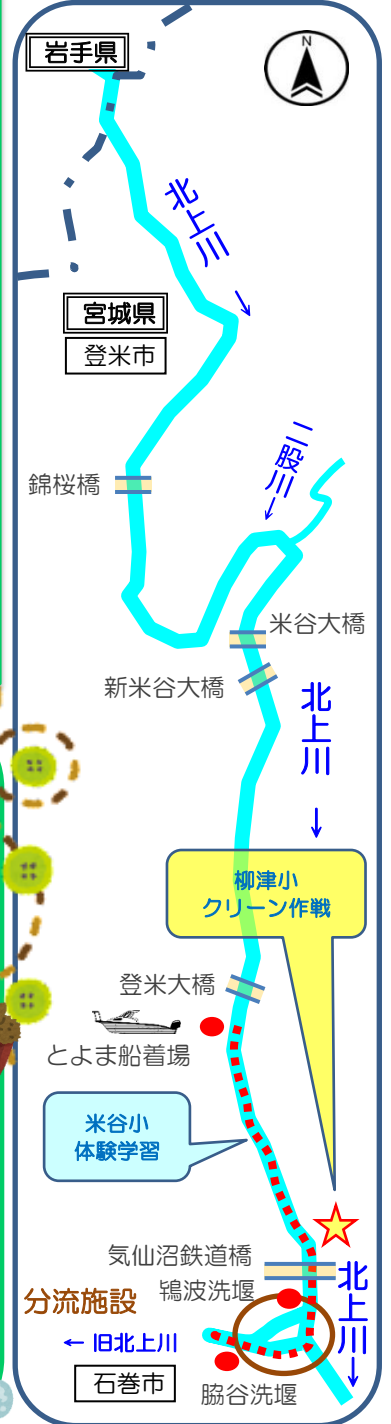 岩手県
N
北上川
↓
宮城県
登米市
二股川
↓
錦桜橋
米谷大橋
新米谷大橋
北上川
↓
柳津小
クリーン作戦
登米大橋
とよま船着場
米谷小
体験学習
気仙沼鉄道橋
鴇波洗堰
北上川
↓
分流施設
← 旧北上川
石巻市
脇谷洗堰